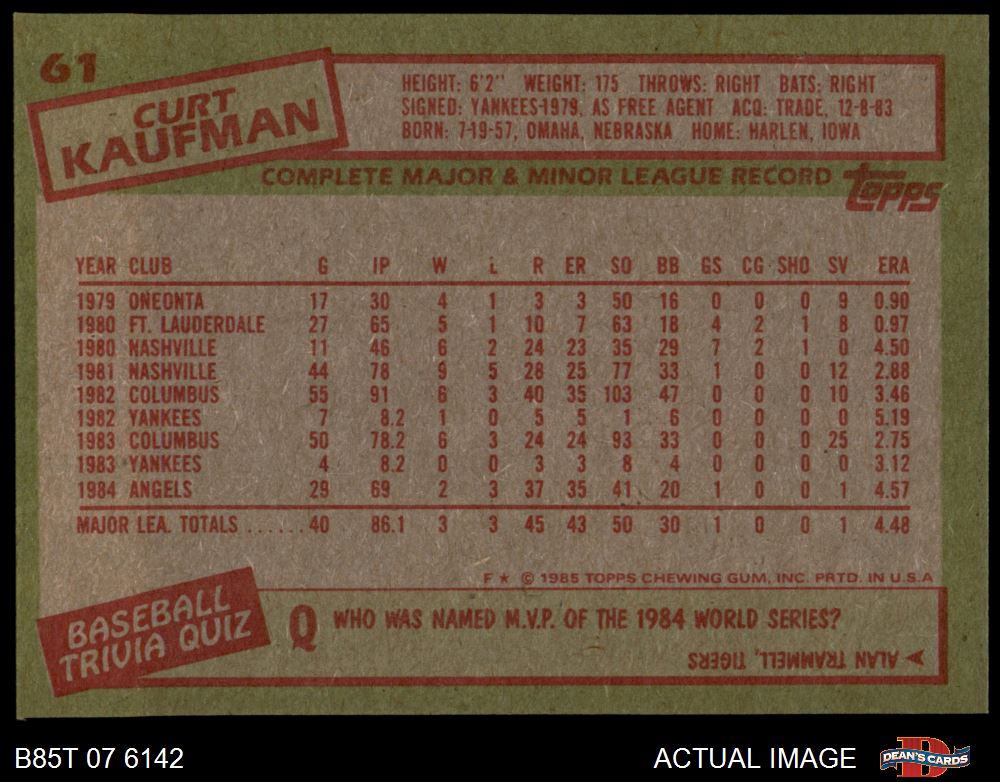 61
CURT
KAUFMAN
HEIGHT: 6'2" WEIGHT: 175 THROWS: RIGHT BATS: RIGHT
SIGNED: YANKEES-1979, AS FREE AGENT ACQ: TRADE, 12-8-83
BORN: 7-19-57, OMAHA, NEBRASKA HOME: HARLEN, IOWA
COMPLETE MAJOR & MINOR LEAGUE RECORD
topps
YEAR CLUB G IP W L R ER SO BB GS CG SHO SV ERA
1979 ONEONTA 17 30 4 1 3 3 50 16 0 0 0 9 0.90
1980 FT. LAUDERDALE 27 65 5 1 10 7 63 18 4 2 1 8 0.97
1980 NASHVILLE 11 46 6 2 24 23 35 29 7 2 1 0 4.50
1981 NASHVILLE 44 78 9 5 28 25 77 33 1 0 0 12 2.88
1982 COLUMBUS 55 91 6 3 40 35 103 47 0 0 0 10 3.46
1982 YANKEES 7 8.2 1 0 5 5 1 6 0 0 0 0 5.19
1983 COLUMBUS 50 78.2 6 3 24 24 93 33 0 0 0 25 2.75
1983 YANKEES 4 8.2 0 0 3 3 8 4 0 0 0 0 3.12
1984 ANGELS 29 69 2 3 37 35 41 20 1 0 0 1 4.57
MAJOR LEA. TOTALS ...... 40 86.1 3 3 45 43 50 30 1 0 0 1 4.48
F ★ © 1985 TOPPS CHEWING GUM, INC. PRTD. IN U.S.A
BASEBALL
TRIVIA QUIZ
Q WHO WAS NAMED M.V.P. OF THE 1984 WORLD SERIES?
ALAN TRAMMELL, TIGERS
B85T 07 6142
ACTUAL IMAGE
DEAN'S CARDS